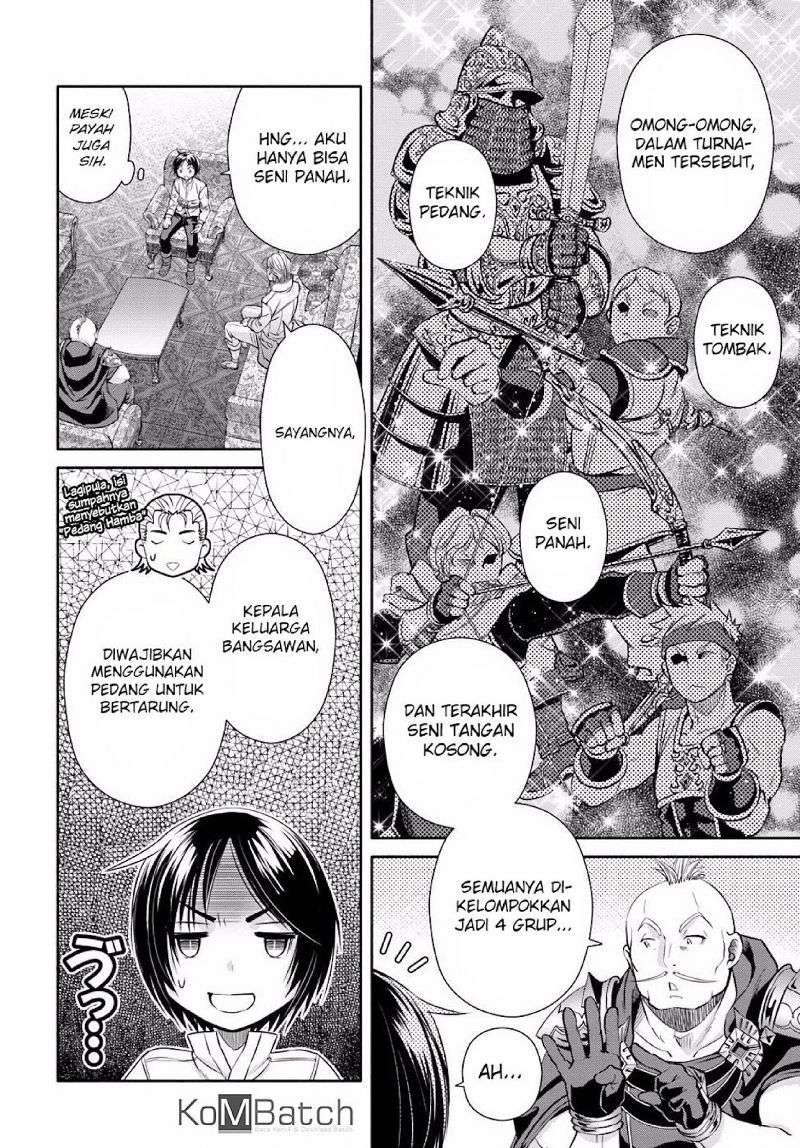 OMONG-OMONG,
DALAM TURNA-
MEN TERSEBUT,
TEKNIK
PEDANG.
TEKNIK
TOMBAK.
SENI
PANAH.
DAN TERAKHIR
SENI TANGAN
KOSONG.
SEMUANYA DI-
KELOMPOKKAN
JADI 4 GRUP...
AH...
HNG... AKU
HANYA BISA
SENI PANAH.
MESKI
PAYAH
JUGA
SIH.
SAYANGNYA,
KEPALA
KELUARGA
BANGSAWAN,
DIWAJIBKAN
MENGGUNAKAN
PEDANG UNTUK
BERTARUNG.
Lagipula, isi
sumpahnya
menyebutkan
"Pedang Hamba"
ゔっ…
KoMBatch